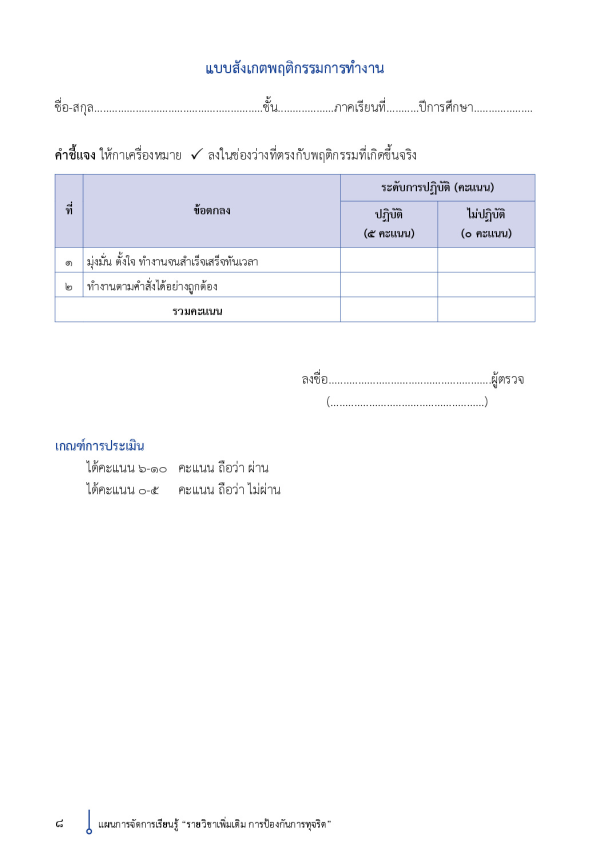 แบบสังเกตพฤติกรรมการทำงาน
ชื่อ-สกุล.........................................................ชั้น...................ภาคเรียนที่...........ปีการศึกษา....................
คำชี้แจง ให้กาเครื่องหมาย ✓ ลงในช่องว่างที่ตรงกับพฤติกรรมที่เกิดขึ้นจริง
ที่ ข้อตกลง ระดับการปฏิบัติ (คะแนน)
ปฏิบัติ (๕ คะแนน) ไม่ปฏิบัติ (๐ คะแนน)
๑ มุ่งมั่น ตั้งใจ ทำงานจนสำเร็จเสร็จทันเวลา
๒ ทำงานตามคำสั่งได้อย่างถูกต้อง
รวมคะแนน
ลงชื่อ.......................................................ผู้ตรวจ
(....................................................)
เกณฑ์การประเมิน
ได้คะแนน ๖-๑๐ คะแนน ถือว่า ผ่าน
ได้คะแนน ๐-๕ คะแนน ถือว่า ไม่ผ่าน
๘ แผนการจัดการเรียนรู้ “รายวิชาเพิ่มเติม การป้องกันการทุจริต”